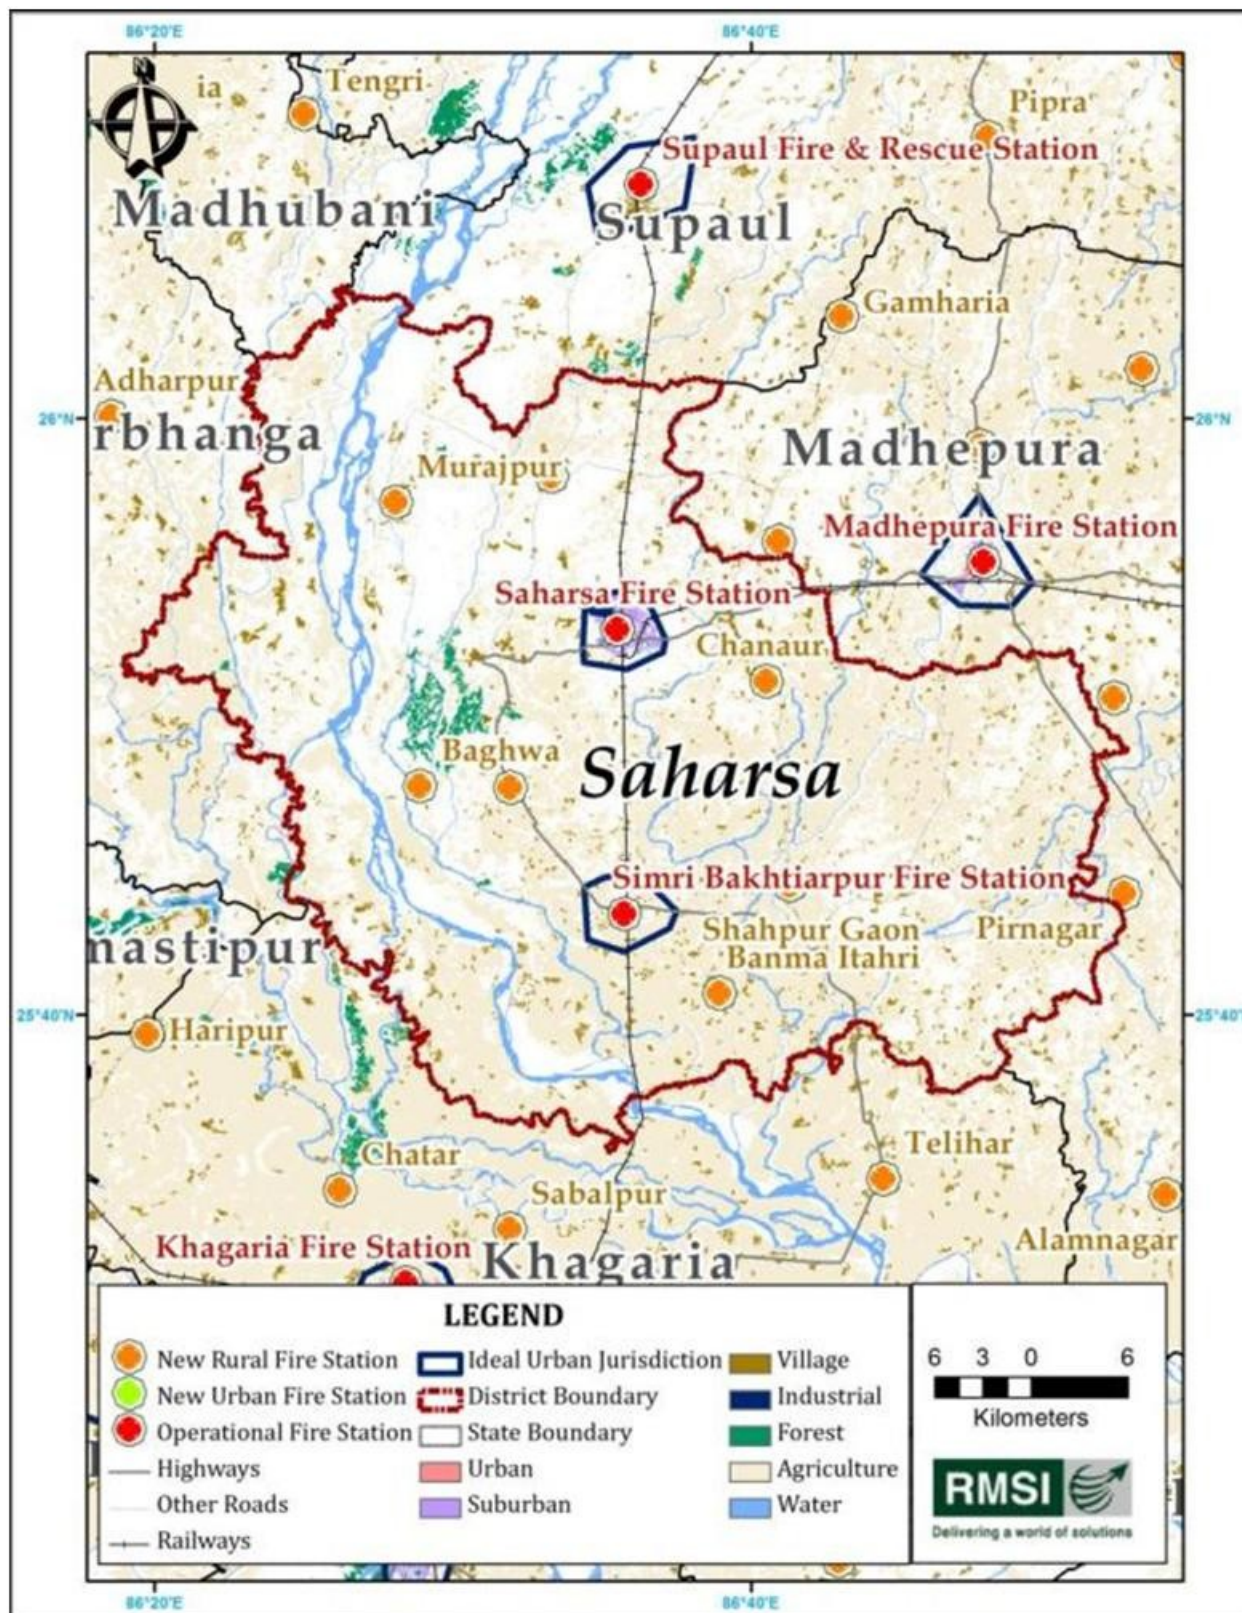 86°20'E
86°40'E
N
ia
Tengri
Pipra
Supaul Fire & Rescue Station
Madhubani
Supaul
Gamharia
Adharpur
26°N
26°N
rbhanga
Madhepura
Murajpur
Madhepura Fire Station
Saharsa Fire Station
Chanaur
Baghwa
Saharsa
Simri Bakhtiarpur Fire Station
Shahpur Gaon
Pirnagar
mastipur
Banma Itahri
25°40'N
25°40'
Haripur
Chatar
Telihar
Sabalpur
Khagaria Fire Station
Khagaria
Alamnagar
LEGEND
New Rural Fire Station
New Urban Fire Station
Operational Fire Station
Highways
Other Roads
Railways
Ideal Urban Jurisdiction
District Boundary
State Boundary
Urban
Suburban
Village
Industrial
Forest
Agriculture
Water
6 3 0 6
Kilometers
RMSI
Delivering a world of solutions
86°20'E
86°40'E